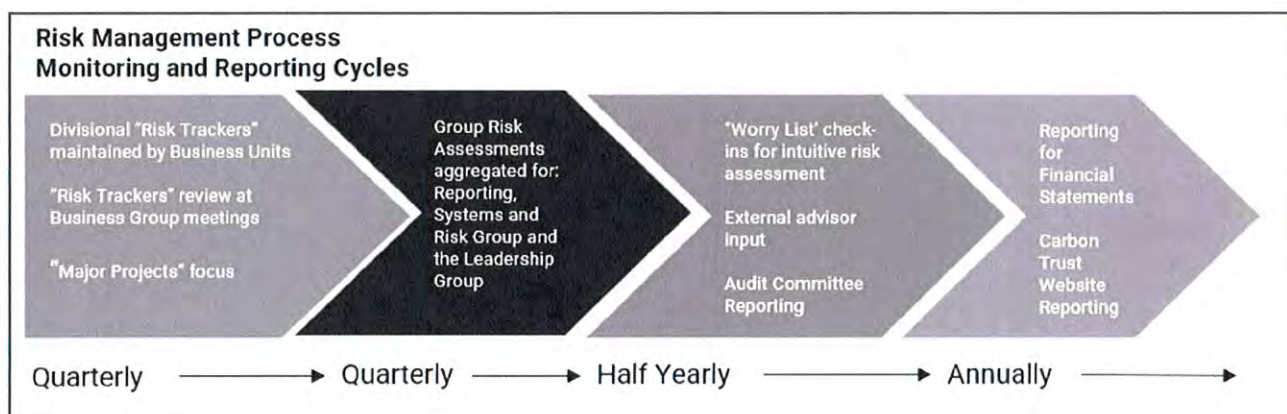 Risk Management Process
Monitoring and Reporting Cycles
Divisional "Risk Trackers"
maintained by Business Units
"Risk Trackers" review at
Business Group meetings
"Major Projects" focus
Group Risk
Assessments
aggregated for:
Reporting,
Systems and
Risk Group and
the Leadership
Group
'Worry List' check-
ins for intuitive risk
assessment
External advisor
Input
Audit Committee
Reporting
Reporting
for
Financial
Statements
Carbon
Trust
Website
Reporting
Quarterly
Quarterly
Half Yearly
Annually